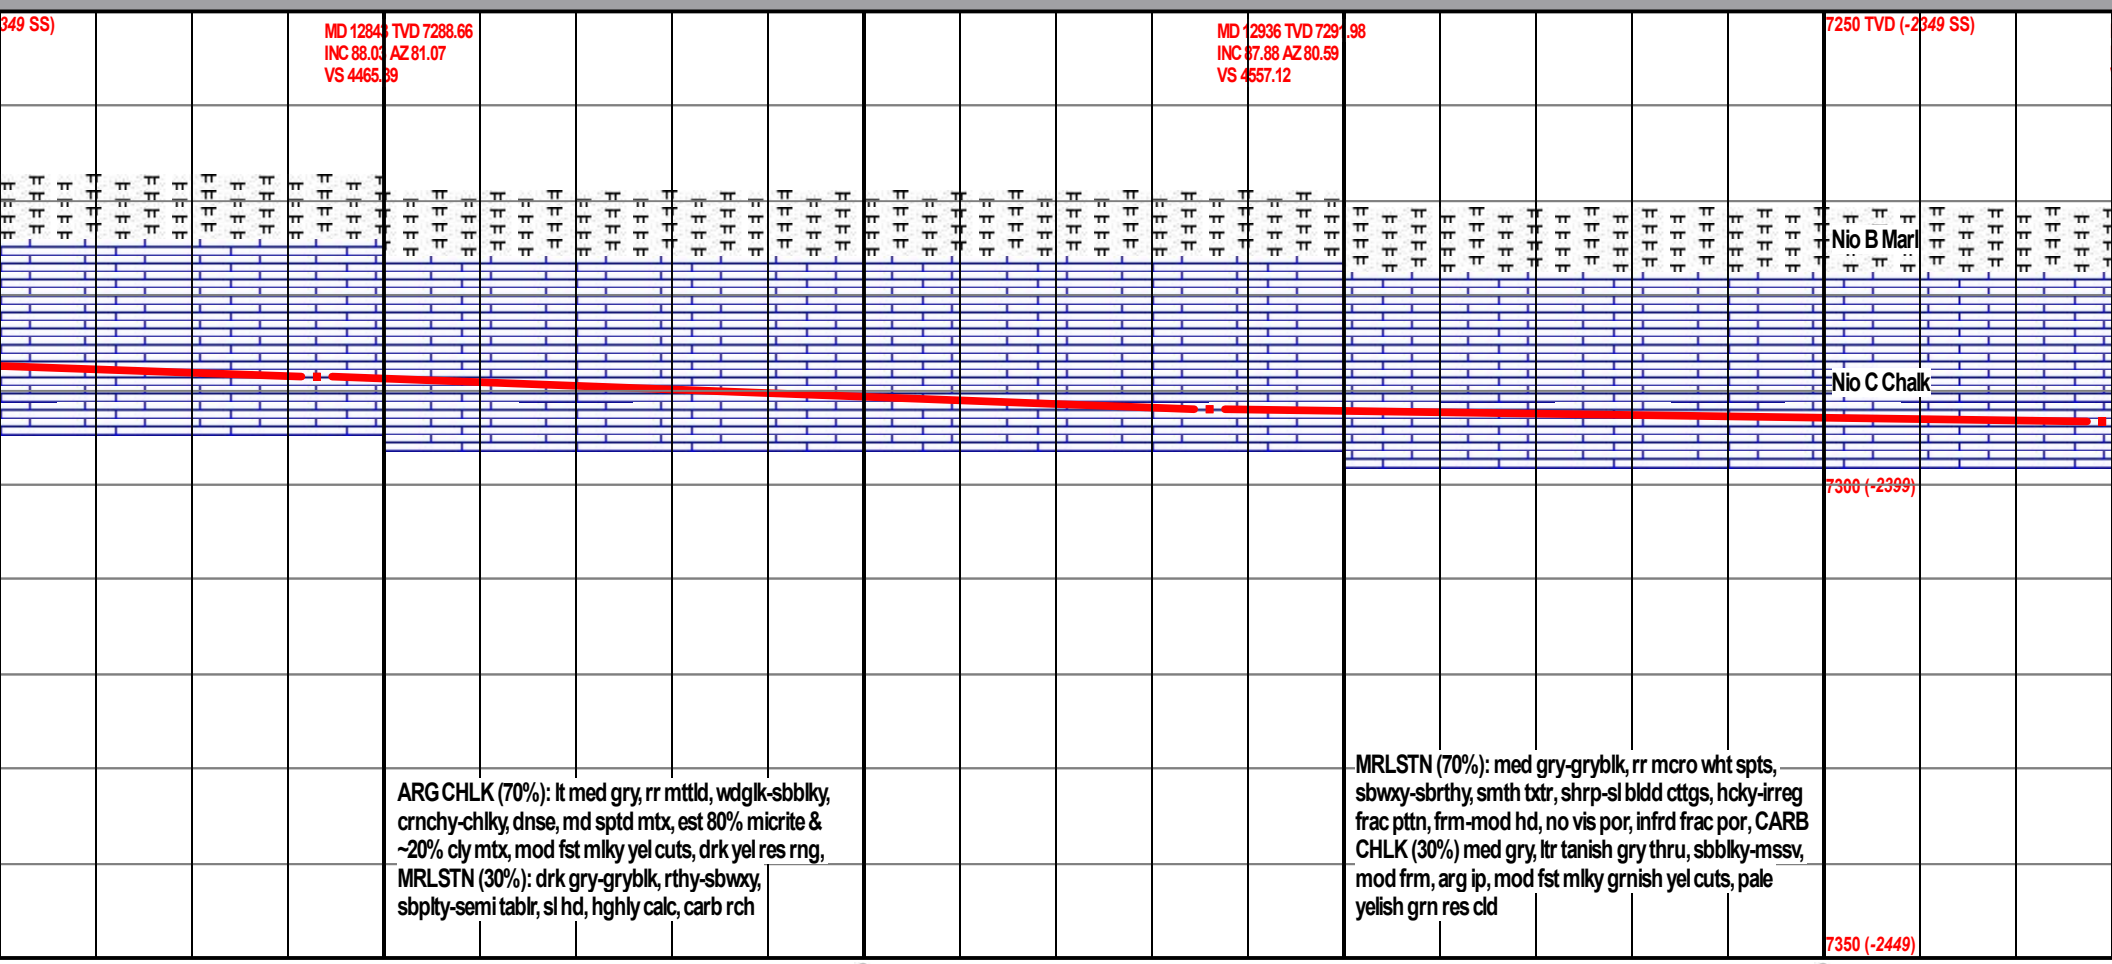 349 SS)
MD 12843 TVD 7288.66
INC 88.03 AZ 81.07
VS 4465.39
MD 12936 TVD 7291.98
INC 87.88 AZ 80.59
VS 4557.12
7250 TVD (-2349 SS)
Nio B Marl
Nio C Chalk
7300 (-2399)
ARG CHLK (70%): lt med gry, rr mttld, wdglk-sbblky,
crnchy-chlky, dnse, md sptd mtx, est 80% micrite &
~20% cly mtx, mod fst mlky yel cuts, drk yel res rng,
MRLSTN (30%): drk gry-gryblk, rthy-sbwxy,
sbplty-semi tablr, sl hd, hghly calc, carb rch
MRLSTN (70%): med gry-gryblk, rr mcro wht spts,
sbwxy-sbrthy, smth txtr, shrp-sl bldd cttgs, hcky-irreg
frac pttn, frm-mod hd, no vis por, infrd frac por, CARB
CHLK (30%) med gry, ltr tanish gry thru, sbblky-mssv,
mod frm, arg ip, mod fst mlky grnish yel cuts, pale
yelish grn res cld
7350 (-2449)